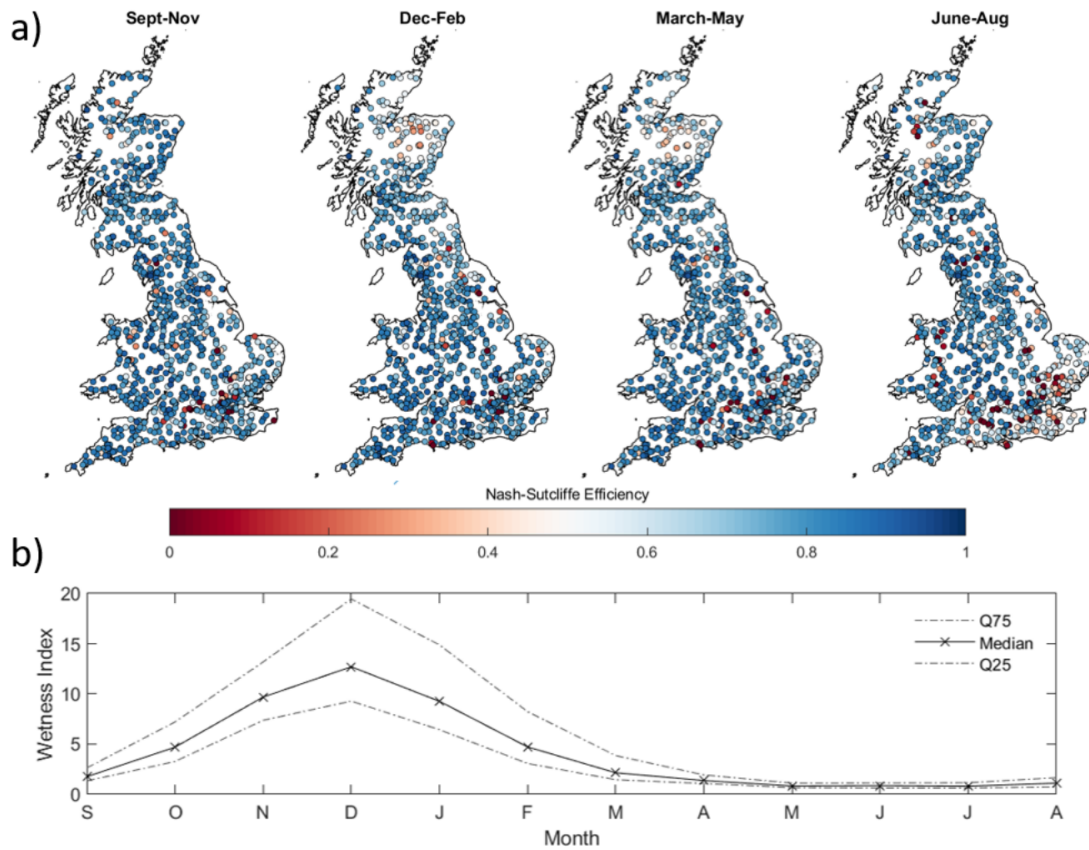 a)
Sept-Nov Dec-Feb March-May June-Aug
Nash-Sutcliffe Efficiency
0 0.2 0.4 0.6 0.8 1
b)
20
15
10
5
0
Wetness Index
Q75
Median
Q25
S O N D J F M A M J J A
Month